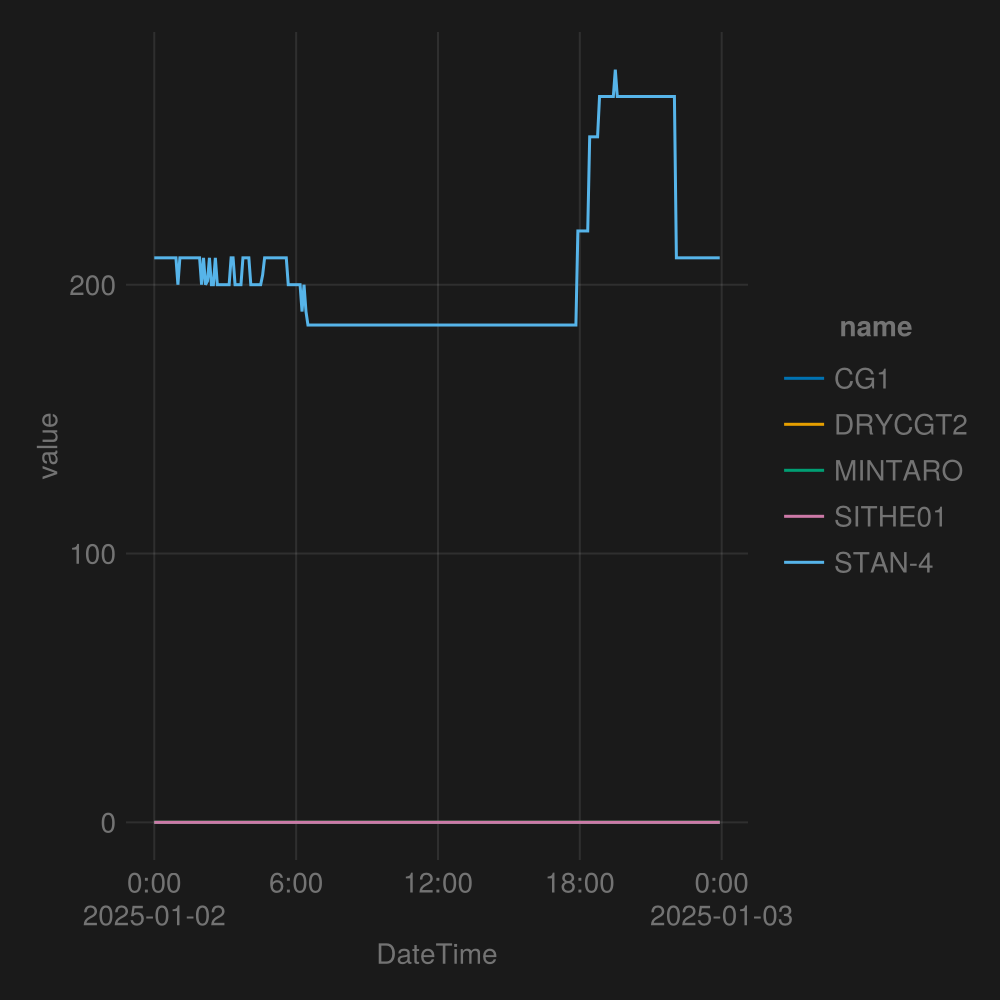 200
100
0
value
0:00
6:00
12:00
18:00
0:00
2025-01-02
2025-01-03
DateTime
name
CG1
DRYCGT2
MINTARO
SITHE01
STAN-4